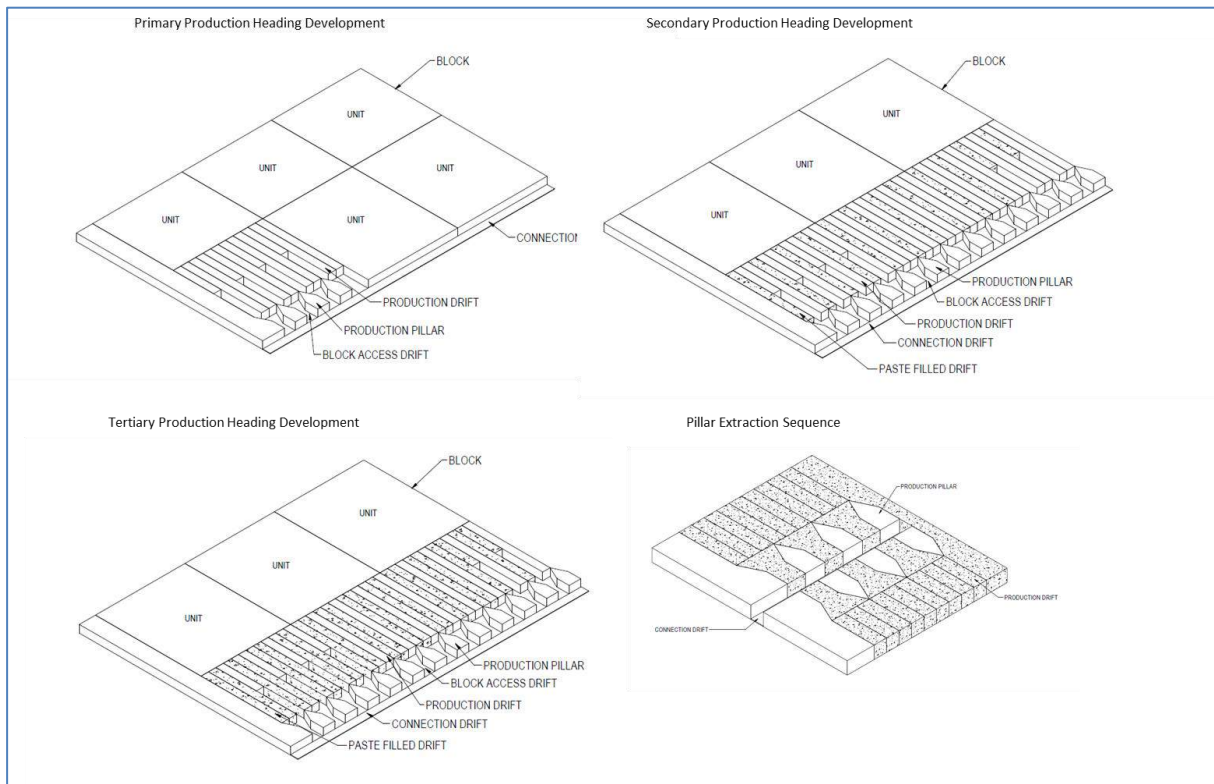 Primary Production Heading Development
BLOCK
UNIT
UNIT
UNIT
UNIT
UNIT
CONNECTION
PRODUCTION DRIFT
PRODUCTION PILLAR
BLOCK ACCESS DRIFT
Secondary Production Heading Development
BLOCK
UNIT
UNIT
UNIT
PRODUCTION PILLAR
BLOCK ACCESS DRIFT
PRODUCTION DRIFT
CONNECTION DRIFT
PASTE FILLED DRIFT
Tertiary Production Heading Development
BLOCK
UNIT
UNIT
UNIT
PRODUCTION PILLAR
BLOCK ACCESS DRIFT
PRODUCTION DRIFT
CONNECTION DRIFT
PASTE FILLED DRIFT
Pillar Extraction Sequence
PRODUCTION PILLAR
PRODUCTION DRIFT
CONNECTION DRIFT